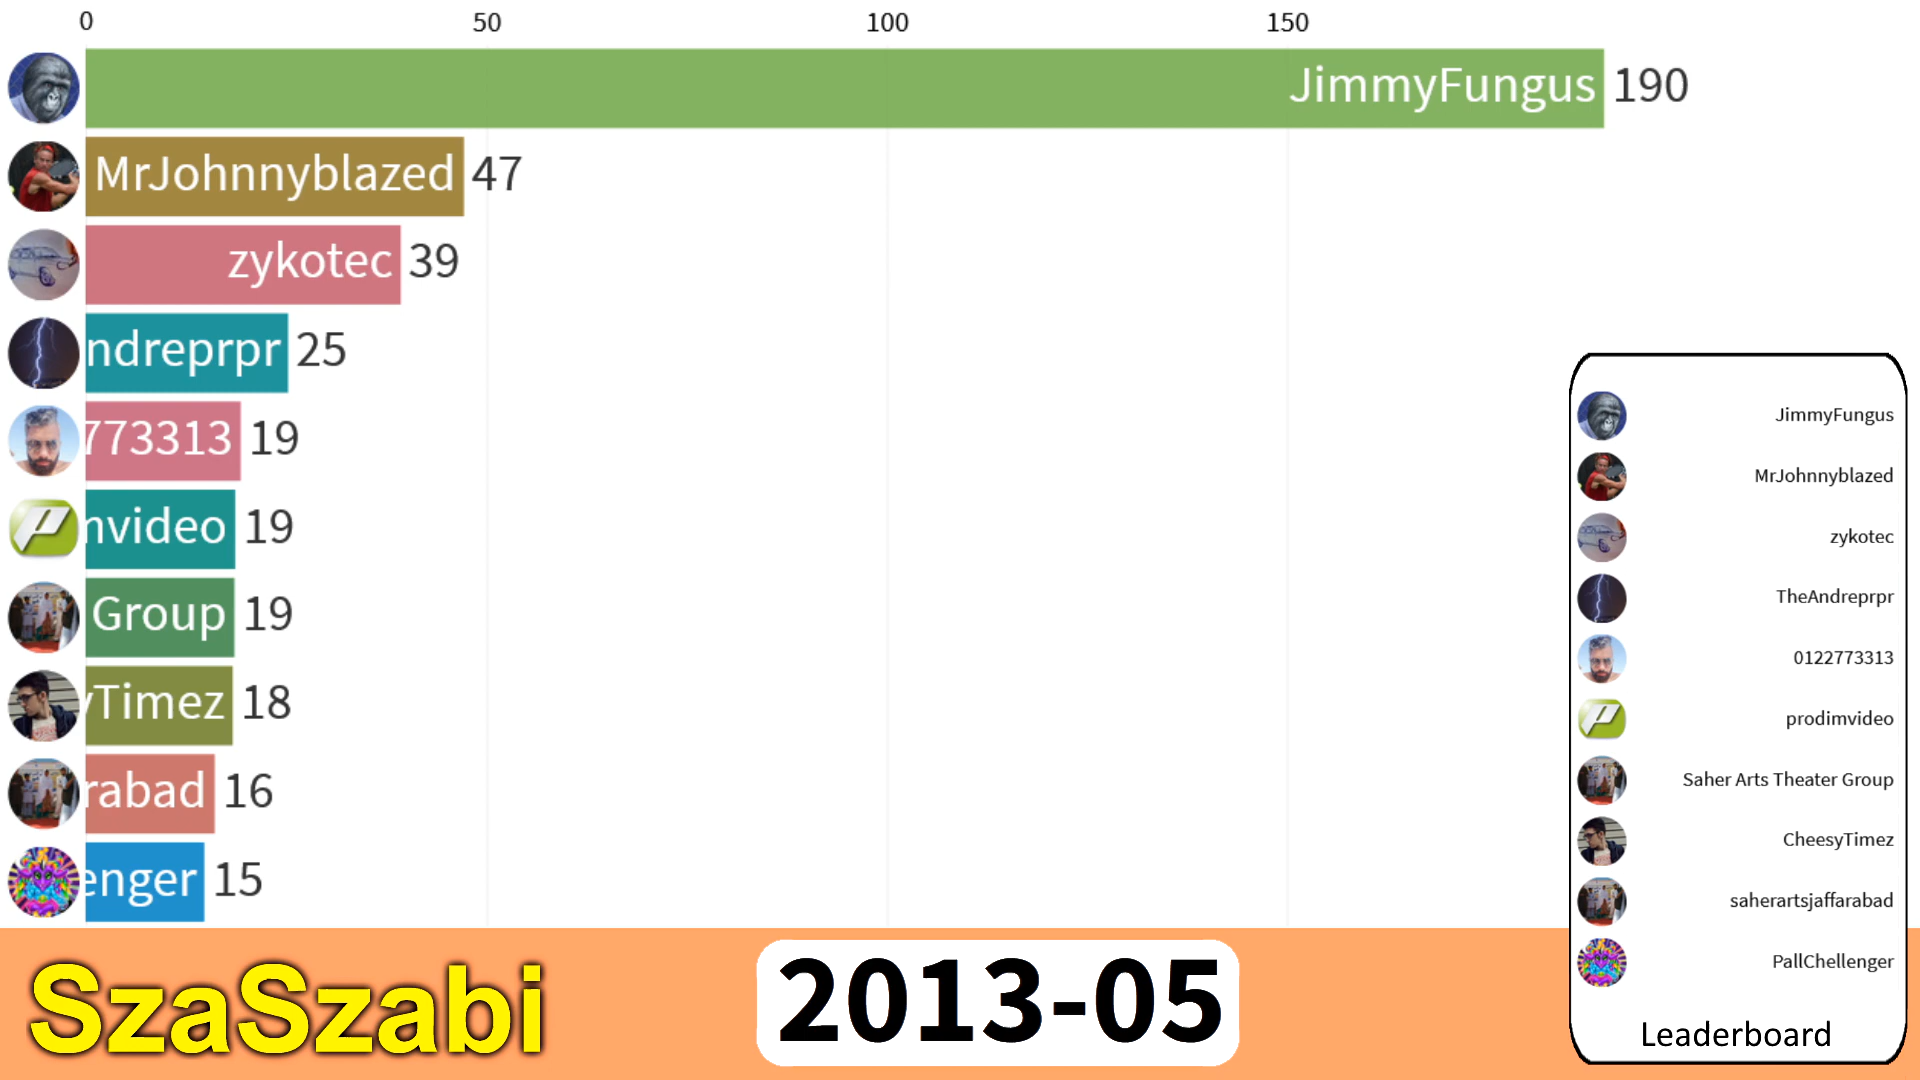 0 50 100 150
JimmyFungus 190
MrJohnnyblazed 47
zykotec 39
ndreprpr 25
773313 19
mvideo 19
Group 19
yTimez 18
rabad 16
enger 15
JimmyFungus
MrJohnnyblazed
zykotec
TheAndreprpr
0122773313
prodimvideo
Saher Arts Theater Group
CheesyTimez
saherartsjaffarabad
PallChellenger
Leaderboard
SzaSzabi
2013-05